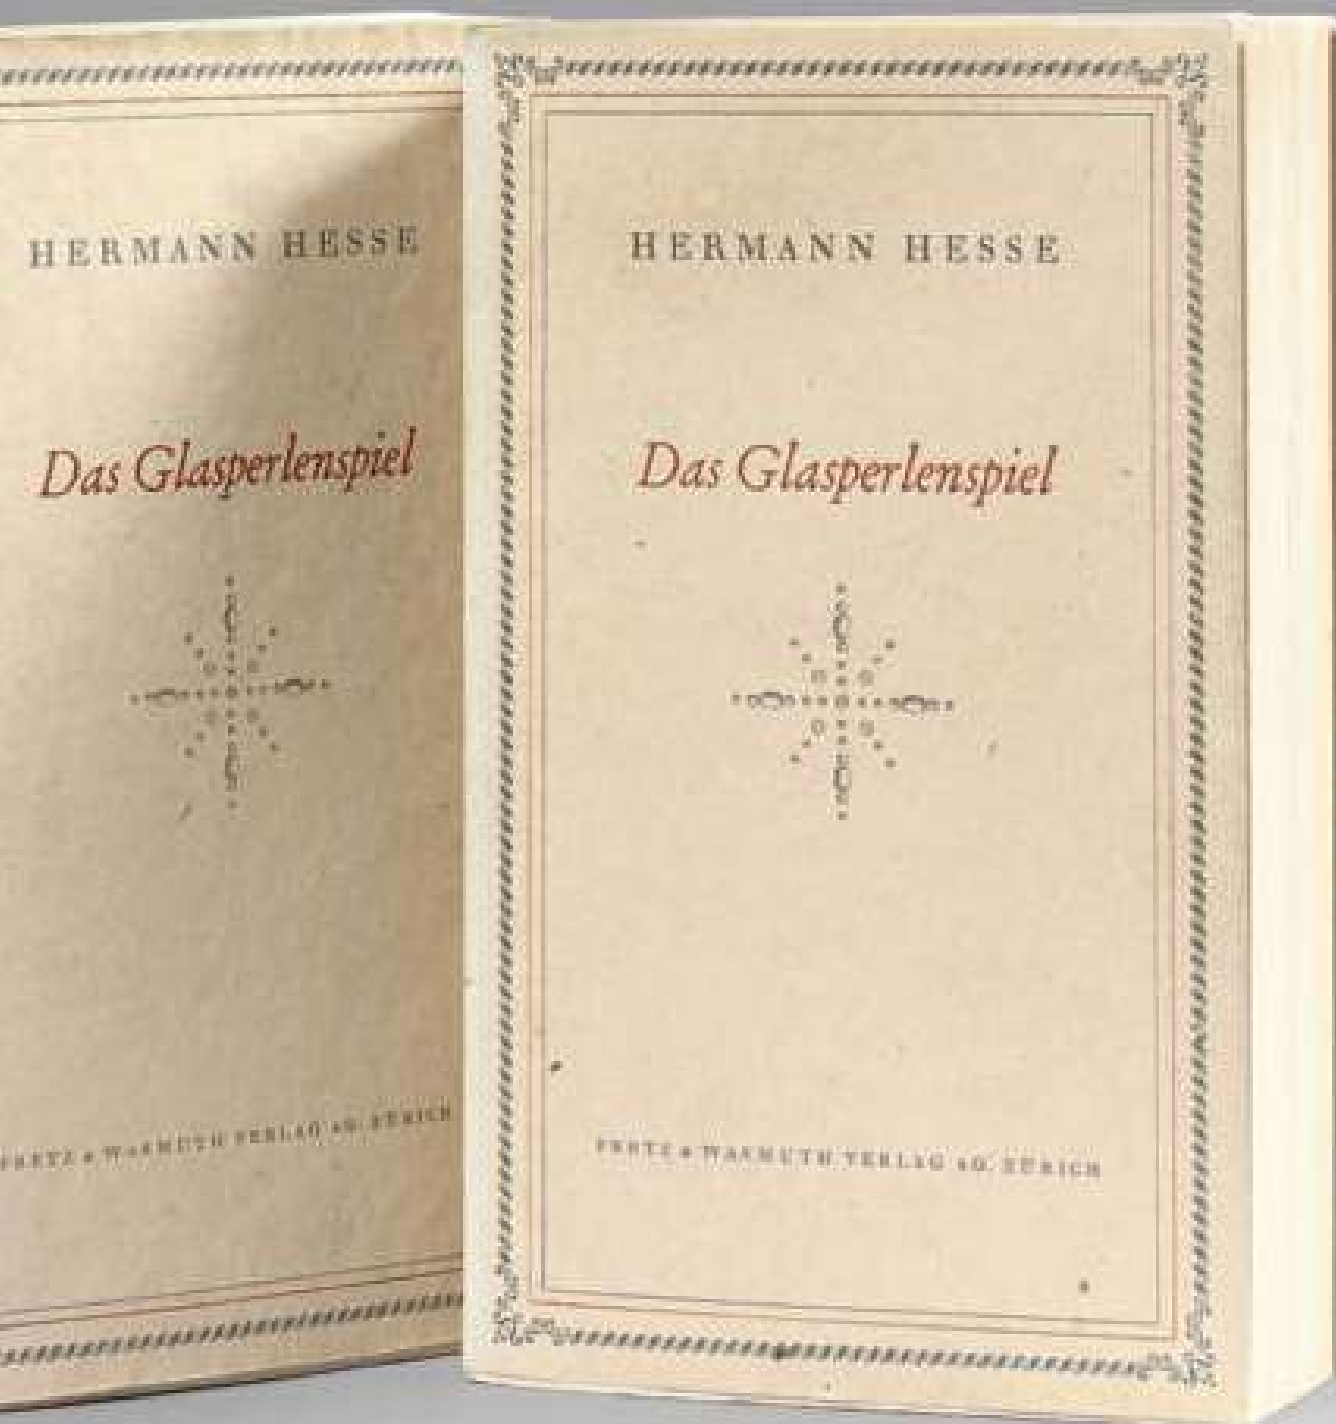 HERMANN HESSE
Das Glasperlenspiel
FRETZ & WASMUTH VERLAG AG. ZÜRICH
HERMANN HESSE
Das Glasperlenspiel
FRETZ & WASMUTH VERLAG AG. ZÜRICH